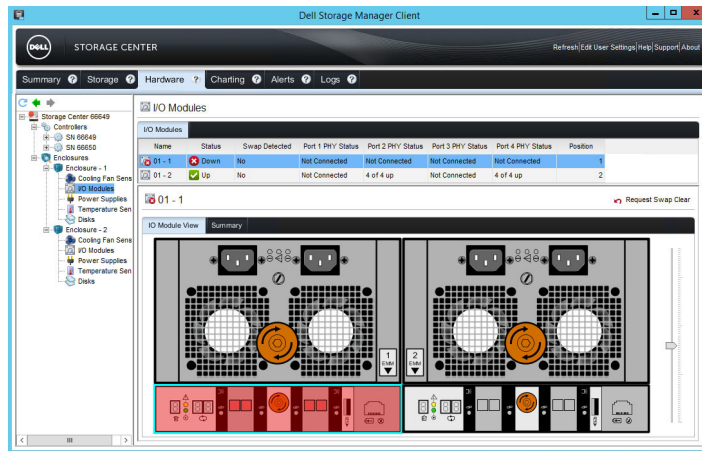 Dell Storage Manager Client
DELL STORAGE CENTER Refresh|Edit User Settings|Help|Support|About
Summary ? Storage ? Hardware ? Charting ? Alerts ? Logs ?
Storage Center 66649
Controllers
SN 66649
SN 66650
Enclosures
Enclosure - 1
Cooling Fan Sens
I/O Modules
Power Supplies
Temperature Sen
Disks
Enclosure - 2
Cooling Fan Sens
I/O Modules
Power Supplies
Temperature Sen
Disks
I/O Modules
I/O Modules
Name Status Swap Detected Port 1 PHY Status Port 2 PHY Status Port 3 PHY Status Port 4 PHY Status Position
01 - 1 Down No Not Connected Not Connected Not Connected Not Connected 1
01 - 2 Up No Not Connected 4 of 4 up Not Connected 4 of 4 up 2
01 - 1 Request Swap Clear
IO Module View Summary
1 2
EMM EMM